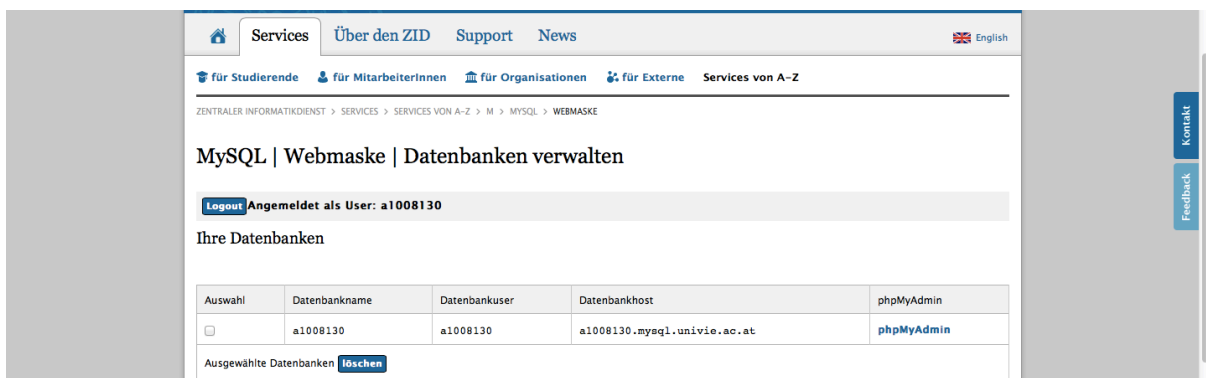 Services Über den ZID Support News English
für Studierende für MitarbeiterInnen für Organisationen für Externe Services von A–Z
ZENTRALER INFORMATIKDIENST > SERVICES > SERVICES VON A–Z > M > MYSQL > WEBMASKE
Kontakt
MySQL | Webmaske | Datenbanken verwalten
Feedback
Logout Angemeldet als User: a1008130
Ihre Datenbanken
Auswahl Datenbankname Datenbankuser Datenbankhost phpMyAdmin
a1008130 a1008130 a1008130.mysql.univie.ac.at phpMyAdmin
Ausgewählte Datenbanken löschen